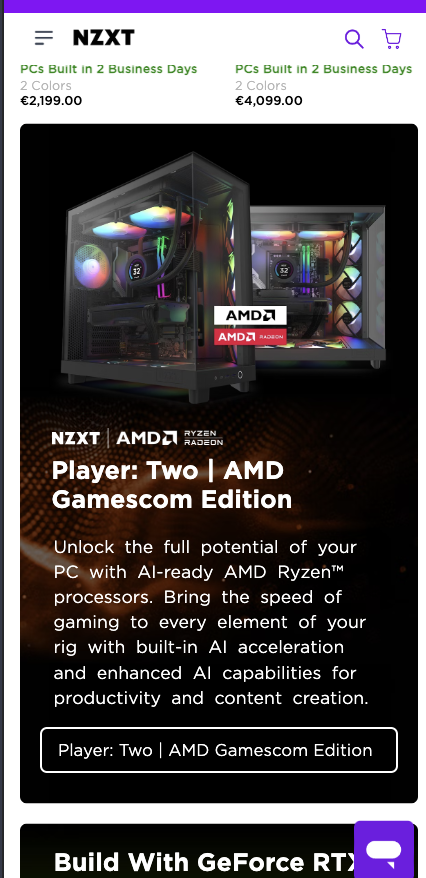 NZXT
PCs Built in 2 Business Days
2 Colors
€2,199.00
PCs Built in 2 Business Days
2 Colors
€4,099.00
32
32
AMD
AMD RADEON
NZXT | AMD RYZEN RADEON
Player: Two | AMD
Gamescom Edition
Unlock the full potential of your
PC with AI-ready AMD Ryzen™
processors. Bring the speed of
gaming to every element of your
rig with built-in AI acceleration
and enhanced AI capabilities for
productivity and content creation.
Player: Two | AMD Gamescom Edition
Build With GeForce RTX